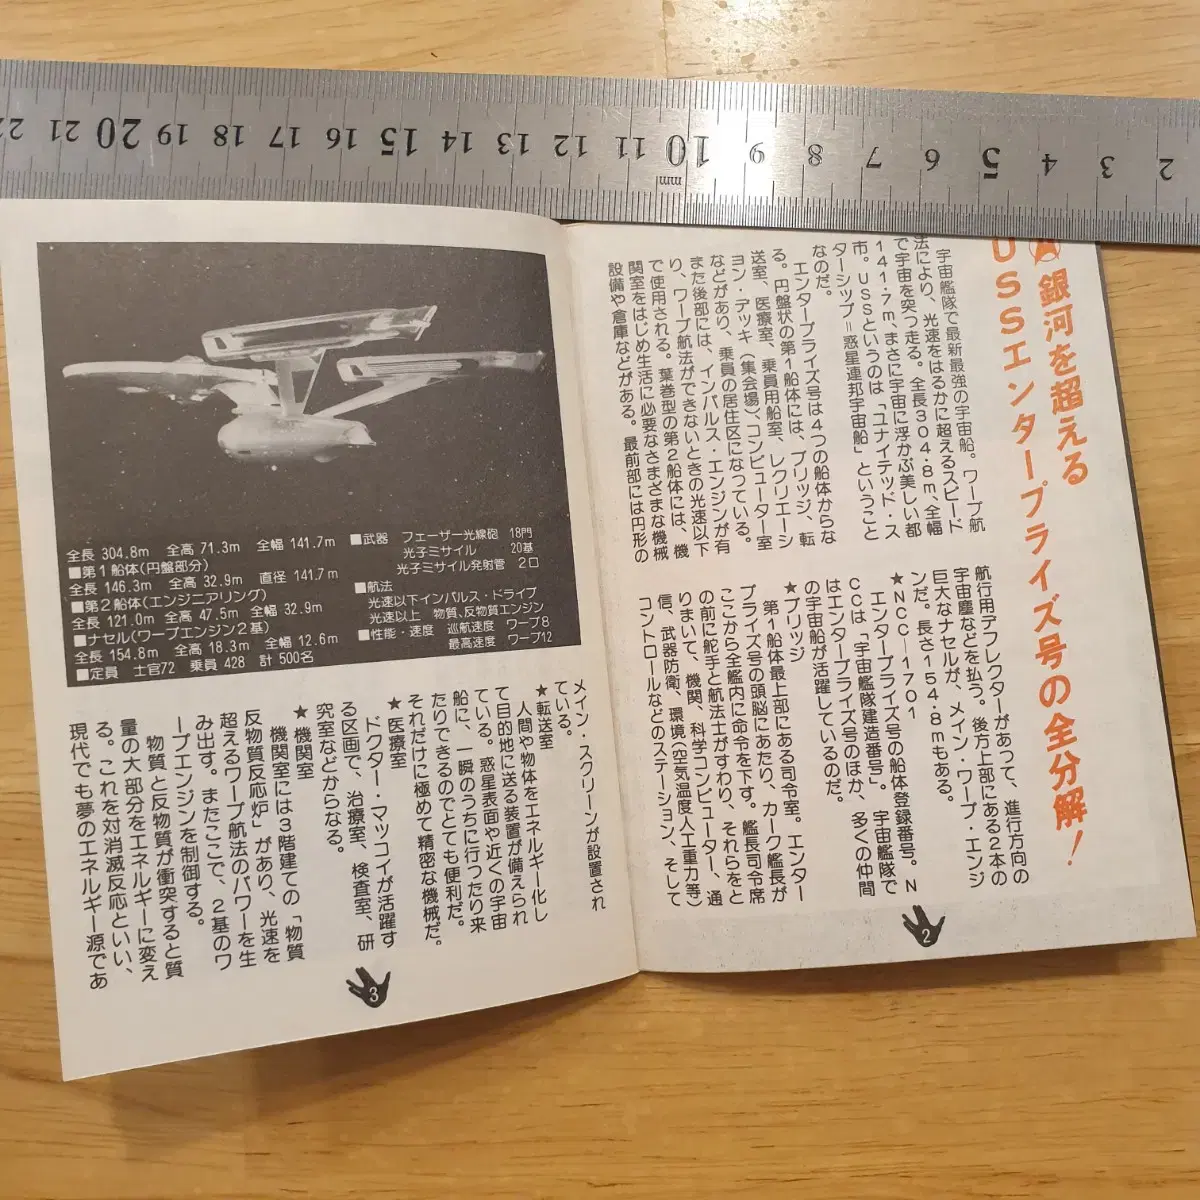 22 21 20 19 18 17 16 15 14 13 12 11 10 9 8 7 6 5 4 3 2
mm
銀河を超える
USSエンタープライズ号の全分解!
宇宙艦隊で最新最強の宇宙船。ワープ航
法により、光速をはるかに超えるスピード
で宇宙を突っ走る。全長304・8m、全幅
141・7m、まさに宇宙に浮かぶ美しい都
市。USSというのは「ユナイテッド・ス
ターシップ=惑星連邦宇宙船」ということ
なのだ。
エンタープライズ号は4つの船体からな
る。円盤状の第1船体には、ブリッジ、転
送室、医療室、乗員用船室、レクリエーシ
ョン・デッキ(集会場)、コンピューター室
などがあり、乗員の居住区になっている。
また後部には、インパルス・エンジンが有
り、ワープ航法ができないときの光速以下
で使用される。葉巻型の第2船体には、機
関室をはじめ生活に必要なさまざまな機械
設備や倉庫などがある。最前部には円形の
航行用デフレクターがあって、進行方向の
宇宙塵などを払う。後方上部にある2本の
巨大なナセルが、メイン・ワープ・エンジ
ンだ。長さ154・8mもある。
★NCC—1701
エンタープライズ号の船体登録番号。N
CCは「宇宙艦隊建造番号」。宇宙艦隊で
はエンタープライズ号のほか、多くの仲間
の宇宙船が活躍しているのだ。
★ブリッジ
第1船体最上部にある司令室。エンター
プライズ号の頭脳にあたり、カーク艦長が
ここから全艦内に命令を下す。艦長司令席
の前に舵手と航法士がすわり、それらをと
りまいて、機関、科学コンピューター、通
信、武器防衛、環境(空気温度人工重力等)
コントロールなどのステーション、そして
2
全長 304.8m 全高 71.3m 全幅 141.7m
■第1船体(円盤部分)
全長 146.3m 全高 32.9m 直径 141.7m
■第2船体(エンジニアリング)
全長 121.0m 全高 47.5m 全幅 32.9m
■ナセル(ワープエンジン2基)
全長 154.8m 全高 18.3m 全幅 12.6m
■定員 士官72 乗員 428 計 500名
■武器 フェーザー光線砲 18門
光子ミサイル 20基
光子ミサイル発射管 2口
■航法
光速以下インパルス・ドライブ
光速以上 物質、反物質エンジン
■性能・速度 巡航速度 ワープ8
最高速度 ワープ12
メイン・スクリーンが設置され
ている。
★転送室
人間や物体をエネルギー化し
て目的地に送る装置が備えられ
ている。惑星表面や近くの宇宙
船に、一瞬のうちに行ったり来
たりできるのでとても便利だ。
それだけに極めて精密な機械だ。
★医療室
ドクター・マッコイが活躍す
る区画で、治療室、検査室、研
究室などからなる。
★機関室
機関室には3階建ての「物質
反物質反応炉」があり、光速を
超えるワープ航法のパワーを生
み出す。またここで、2基のワ
ープエンジンを制御する。
物質と反物質が衝突すると質
量の大部分をエネルギーに変え
る。これを対消滅反応といい、
現代でも夢のエネルギー源であ
3